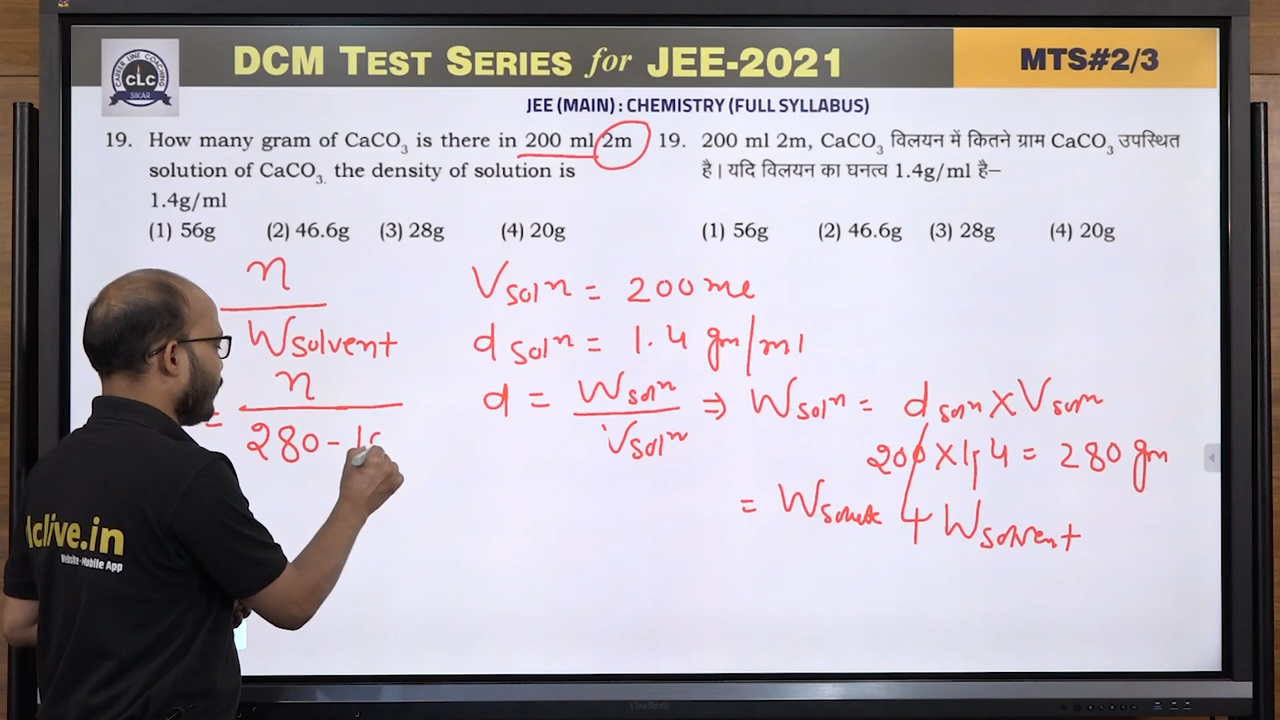 DCM TEST SERIES for JEE-2021
MTS#2/3
CAREER LINE COACHING
CLC
SIKAR
JEE (MAIN) : CHEMISTRY (FULL SYLLABUS)
19. How many gram of CaCO₃ is there in 200 ml 2m
solution of CaCO₃, the density of solution is
1.4g/ml
(1) 56g (2) 46.6g (3) 28g (4) 20g
19. 200 ml 2m, CaCO₃ विलयन में कितने ग्राम CaCO₃ उपस्थित
है। यदि विलयन का घनत्व 1.4g/ml है–
(1) 56g (2) 46.6g (3) 28g (4) 20g
n
Wsolvent
n
= 280 -
Vsolⁿ = 200 ml
dsolⁿ = 1.4 gm/ml
d = Wsolⁿ / Vsolⁿ ⇒ Wsolⁿ = dsolⁿ × Vsolⁿ
200 × 1.4 = 280 gm
= Wsolute + Wsolvent
clive.in
Website-Mobile App
ViewSonic